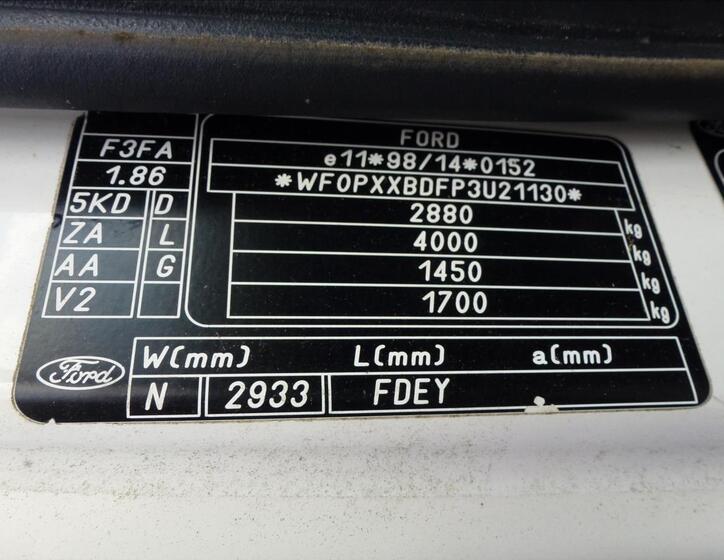 FORD
F3FA
e11*98/14*0152
1.86
*WF0PXXBDFP3U21130*
5KD D
2880 kg
ZA L
4000 kg
AA G
1450 kg
V2
1700 kg
Ford
W(mm) L(mm) a(mm)
N 2933 FDEY